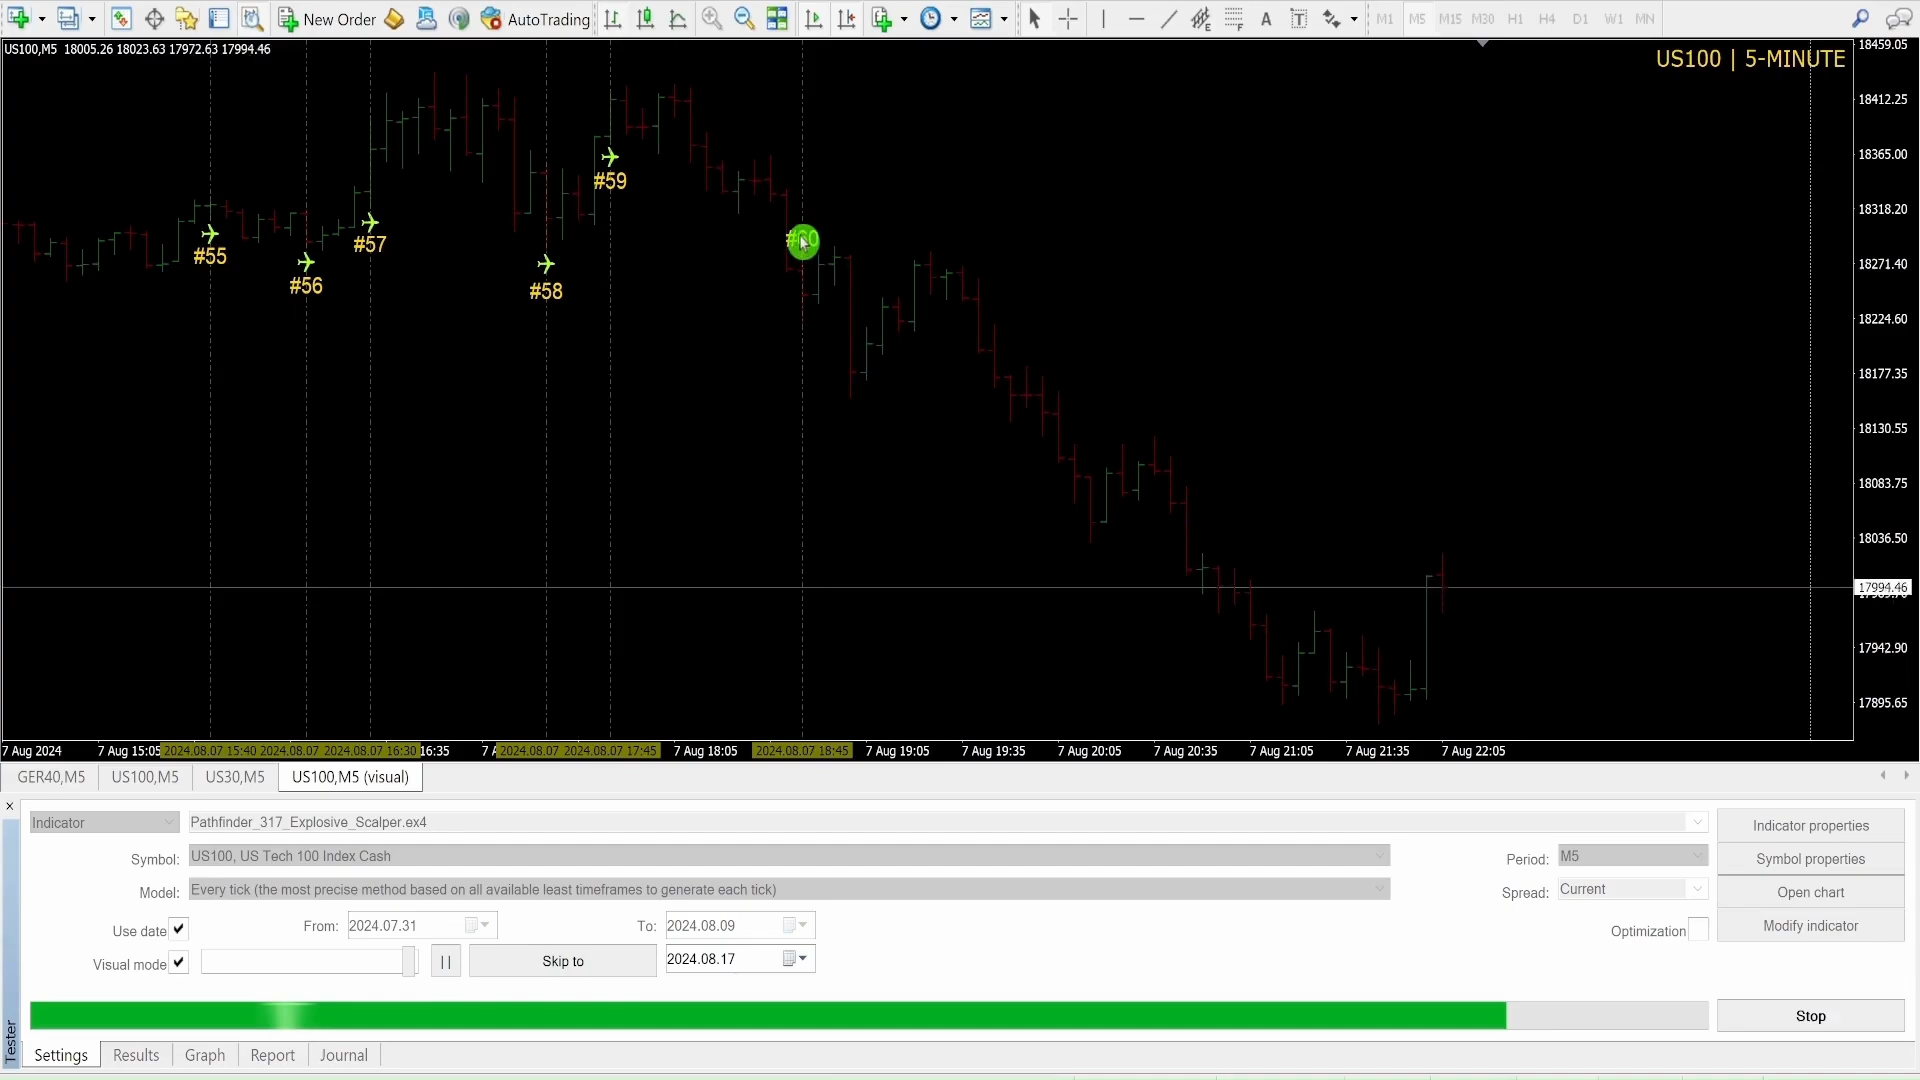 New Order
AutoTrading
M1 M5 M15 M30 H1 H4 D1 W1 MN
US100,M5 18005.26 18023.63 17972.63 17994.46
US100 | 5-MINUTE
18459.05
18412.25
18365.00
18318.20
18271.40
18224.60
18177.35
18130.55
18083.75
18036.50
17994.46
17942.90
17895.65
#55
#56
#57
#58
#59
#60
7 Aug 2024 7 Aug 15:05 2024.08.07 15:40 2024.08.07 2024.08.07 16:30 16:35 7 A 2024.08.07 2024.08.07 17:45 7 Aug 18:05 2024.08.07 18:45 7 Aug 19:05 7 Aug 19:35 7 Aug 20:05 7 Aug 20:35 7 Aug 21:05 7 Aug 21:35 7 Aug 22:05
GER40,M5 US100,M5 US30,M5 US100,M5 (visual)
Indicator Pathfinder_317_Explosive_Scalper.ex4 Indicator properties
Symbol: US100, US Tech 100 Index Cash Period: M5 Symbol properties
Model: Every tick (the most precise method based on all available least timeframes to generate each tick) Spread: Current Open chart
Use date From: 2024.07.31 To: 2024.08.09 Optimization Modify indicator
Visual mode Skip to 2024.08.17
Stop
Tester
Settings Results Graph Report Journal